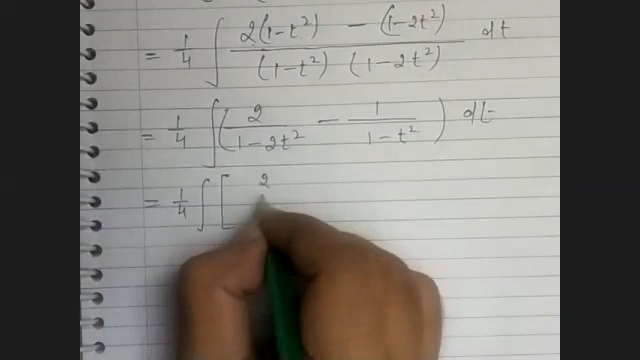 = 1/4 ∫ (2(1-t²) - (1-2t²)) / ((1-t²) (1-2t²)) dt
= 1/4 ∫ (2/(1-2t²) - 1/(1-t²)) dt
= 1/4 ∫ [ 2